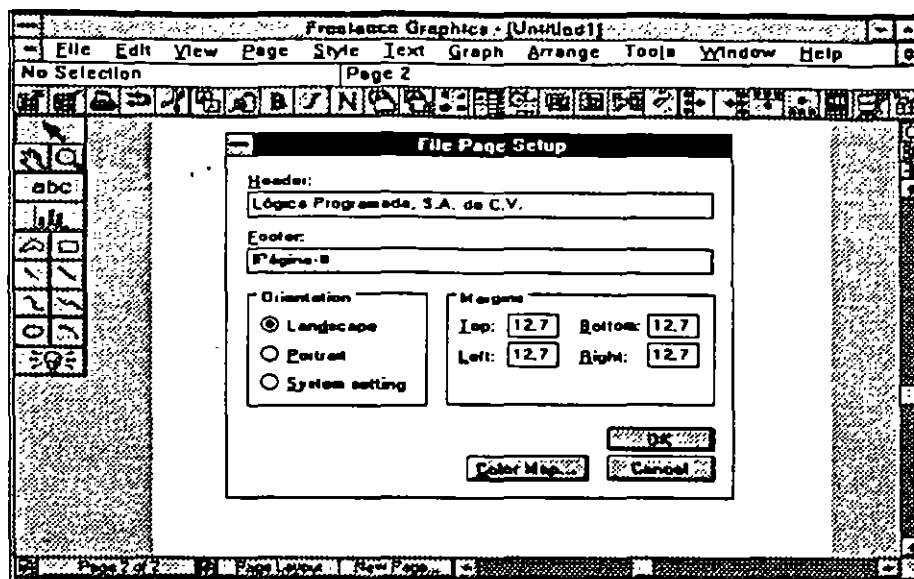 Freelance Graphics - [Untitled1]
File Edit View Page Style Text Graph Arrange Tools Window Help
No Selection Page 2
B I N
abc
File Page Setup
Header:
Lógica Programada, S.A. de C.V.
Footer:
|Página-#
Orientation
Landscape
Portrait
System setting
Margins
Top: 12.7 Bottom: 12.7
Left: 12.7 Right: 12.7
OK
Color Map... Cancel
Page 2 of 2 Page Layout New Page...